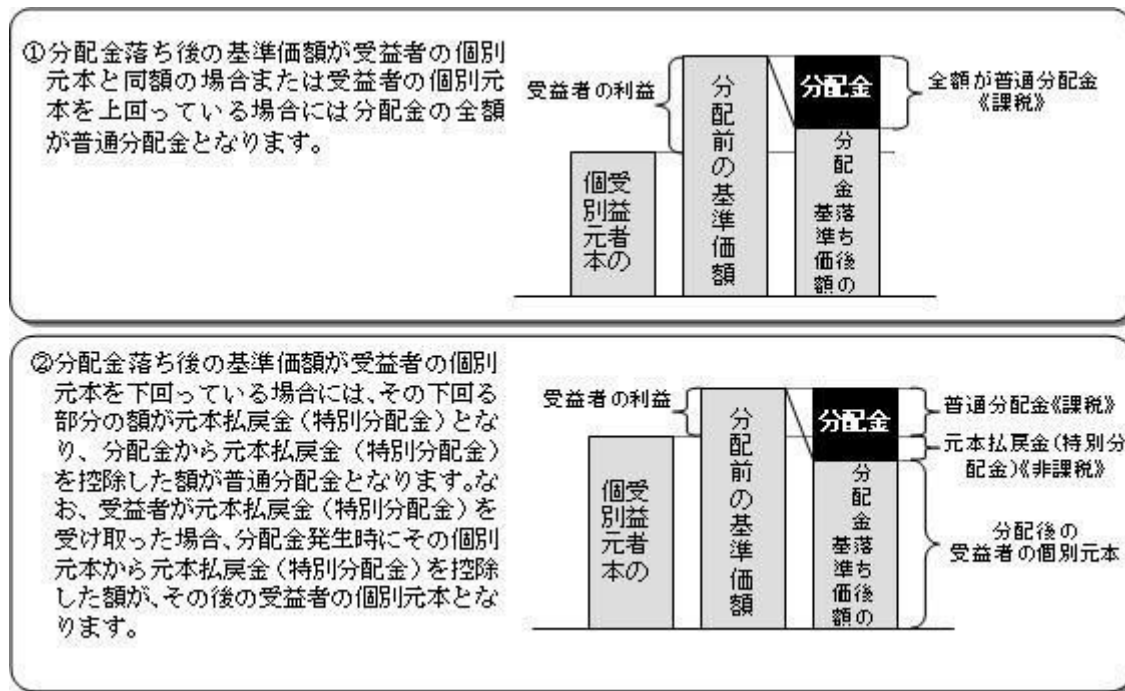 ①分配金落ち後の基準価額が受益者の個別
元本と同額の場合または受益者の個別元
本を上回っている場合には分配金の全額
が普通分配金となります。
受益者の利益
受益者の
個別元本
分配前の基準価額
分配金
分配金落ち後の
基準価額
全額が普通分配金
《課税》
②分配金落ち後の基準価額が受益者の個別
元本を下回っている場合には、その下回る
部分の額が元本払戻金(特別分配金)とな
り、分配金から元本払戻金(特別分配金)
を控除した額が普通分配金となります。な
お、受益者が元本払戻金(特別分配金)を
受け取った場合、分配金発生時にその個別
元本から元本払戻金(特別分配金)を控除
した額が、その後の受益者の個別元本とな
ります。
受益者の利益
受益者の
個別元本
分配前の基準価額
分配金
分配金落ち後の
基準価額
普通分配金《課税》
元本払戻金(特別分
配金)《非課税》
分配後の
受益者の個別元本